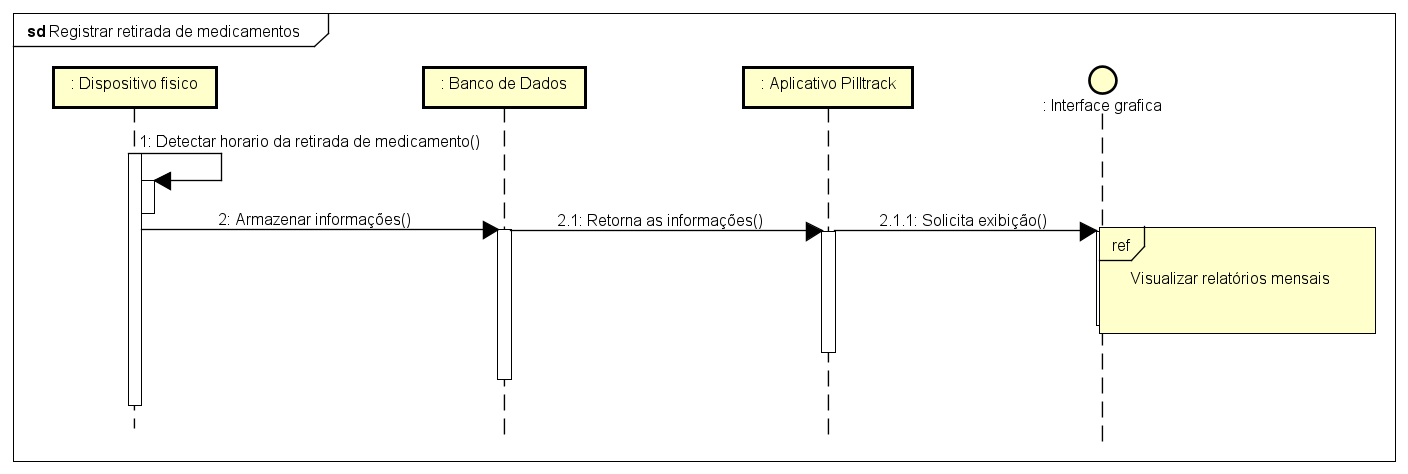 sd Registrar retirada de medicamentos
: Dispositivo fisico
: Banco de Dados
: Aplicativo Pilltrack
: Interface grafica
1: Detectar horario da retirada de medicamento()
2: Armazenar informações()
2.1: Retorna as informações()
2.1.1: Solicita exibição()
ref
Visualizar relatórios mensais